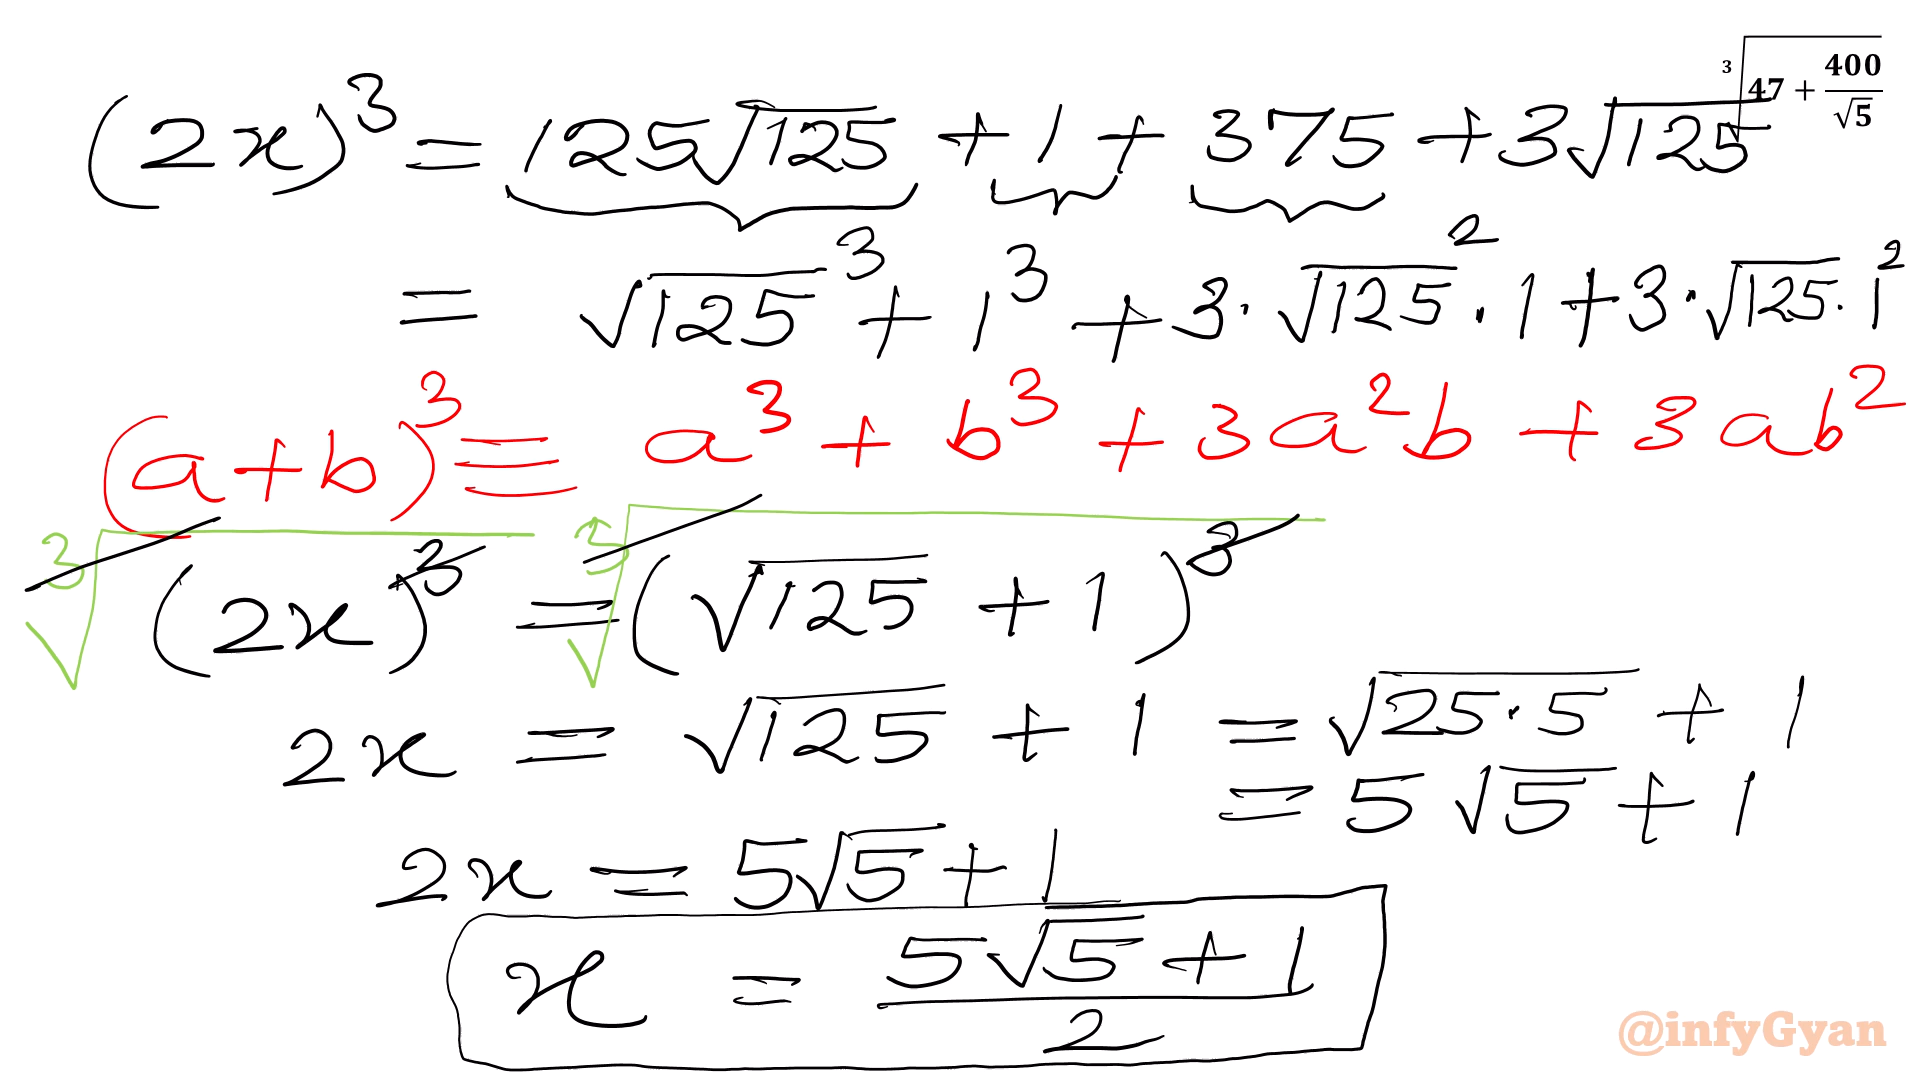 ∛(47 + 400/√5)
(2x)³ = 125√125 + 1 + 375 + 3√125
= √125³ + 1³ + 3·√125²·1 + 3·√125·1²
(a+b)³ ≡ a³ + b³ + 3a²b + 3ab²
∛(2x)³ = ∛(√125 + 1)³
2x = √125 + 1 = √25·5 + 1
= 5√5 + 1
2x = 5√5 + 1
x = (5√5 + 1)/2
@infyGyan